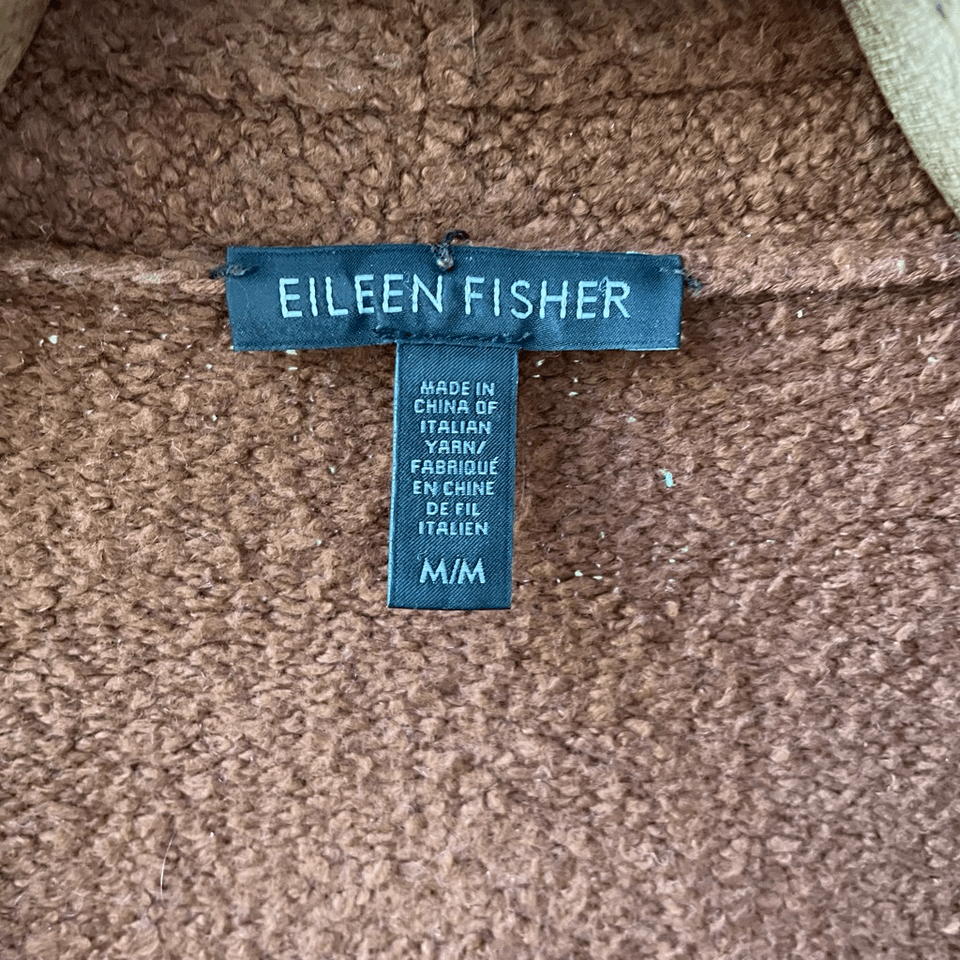 EILEEN FISHER
MADE IN
CHINA OF
ITALIAN
YARN/
FABRIQUÉ
EN CHINE
DE FIL
ITALIEN
M/M